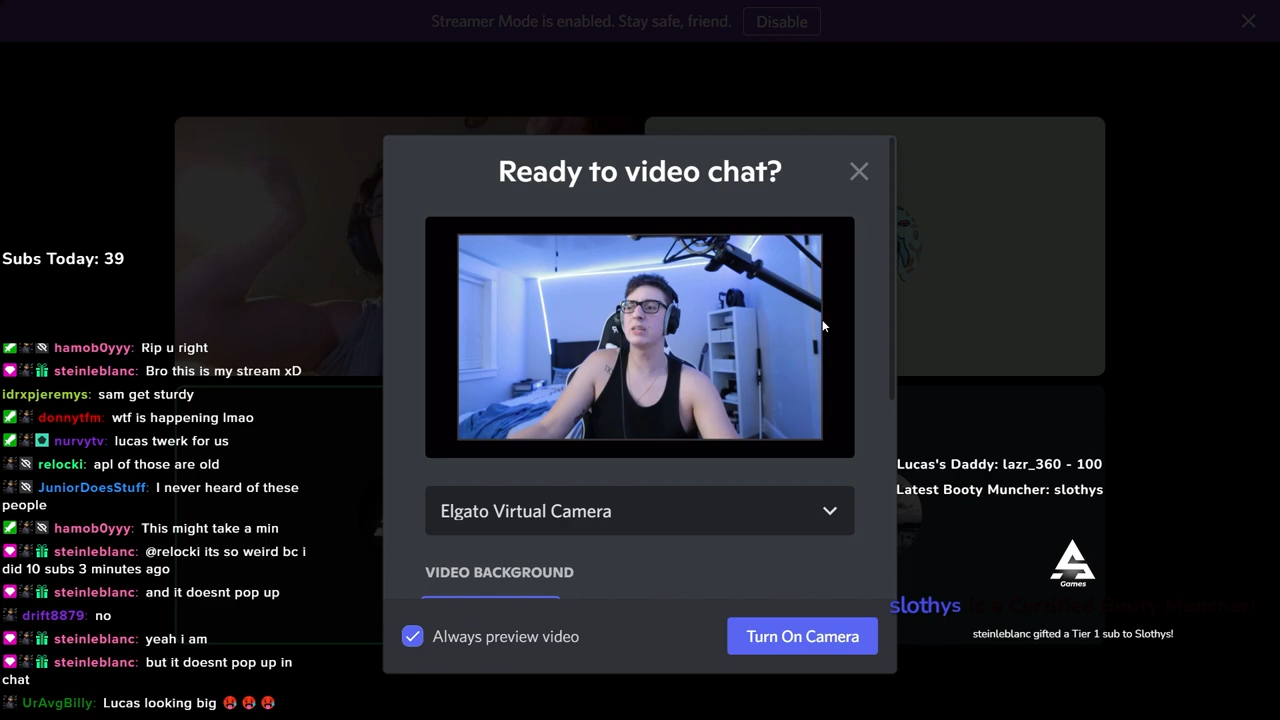 Streamer Mode is enabled. Stay safe, friend. Disable
Ready to video chat?
Subs Today: 39
hamob0yyy: Rip u right
steinleblanc: Bro this is my stream xD
idrxpjeremys: sam get sturdy
donnytfm: wtf is happening lmao
nurvytv: lucas twerk for us
relocki: apl of those are old
JuniorDoesStuff: I never heard of these
people
hamob0yyy: This might take a min
steinleblanc: @relocki its so weird bc i
did 10 subs 3 minutes ago
steinleblanc: and it doesnt pop up
drift8879: no
steinleblanc: yeah i am
steinleblanc: but it doesnt pop up in
chat
UrAvgBilly: Lucas looking big 🥵 🥵 🥵
Elgato Virtual Camera
VIDEO BACKGROUND
Always preview video
Turn On Camera
Lucas's Daddy: lazr_360 - 100
Latest Booty Muncher: slothys
Games
slothys is a Certified Booty Muncher!
steinleblanc gifted a Tier 1 sub to Slothys!